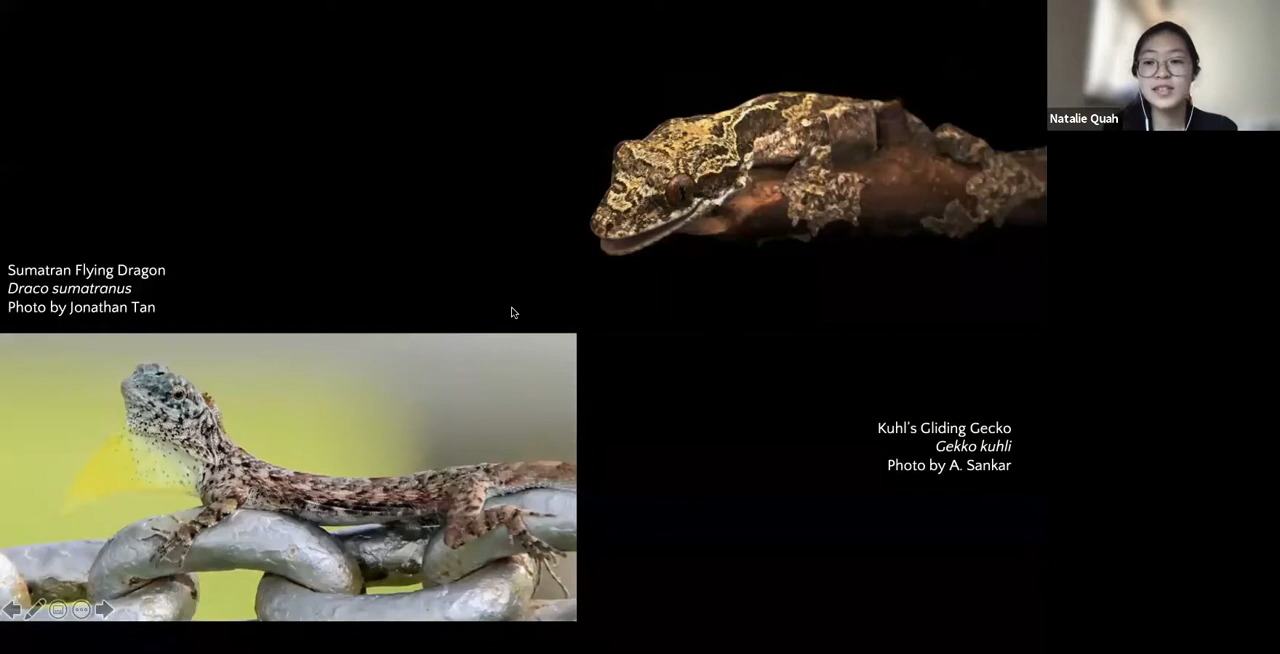 Natalie Quah
Sumatran Flying Dragon
Draco sumatranus
Photo by Jonathan Tan
Kuhl's Gliding Gecko
Gekko kuhli
Photo by A. Sankar